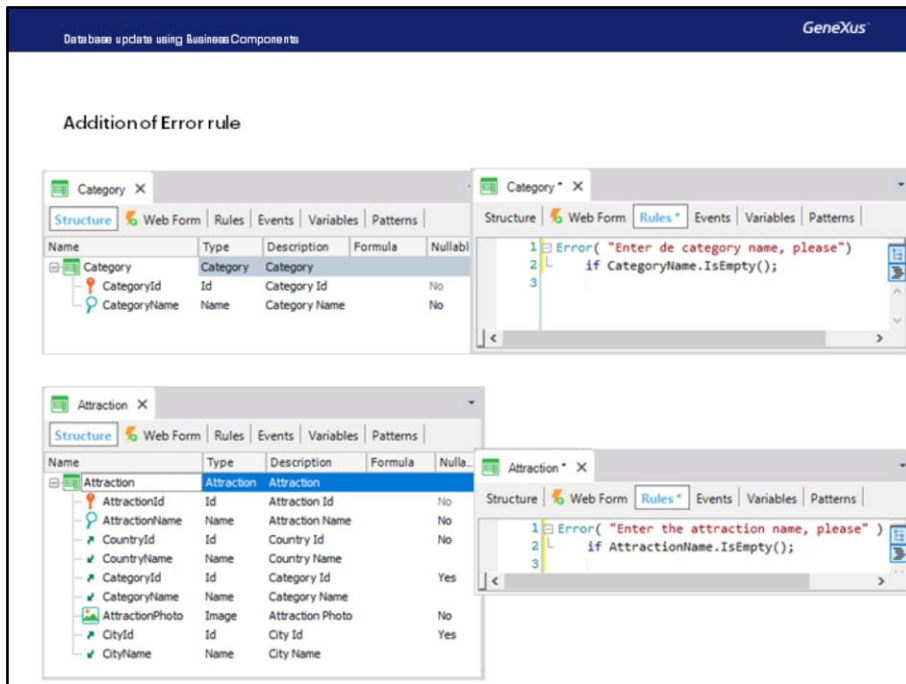 Database update using Business Components
GeneXus
Addition of Error rule
Category
Structure Web Form Rules Events Variables Patterns
Name Type Description Formula Nullabl
Category Category Category
CategoryId Id Category Id No
CategoryName Name Category Name No
Category*
Structure Web Form Rules* Events Variables Patterns
1 Error( "Enter de category name, please")
2 if CategoryName.IsEmpty();
3
Attraction
Structure Web Form Rules Events Variables Patterns
Name Type Description Formula Nulla...
Attraction Attraction Attraction
AttractionId Id Attraction Id No
AttractionName Name Attraction Name No
CountryId Id Country Id No
CountryName Name Country Name
CategoryId Id Category Id Yes
CategoryName Name Category Name
AttractionPhoto Image Attraction Photo No
CityId Id City Id Yes
CityName Name City Name
Attraction*
Structure Web Form Rules* Events Variables Patterns
1 Error( "Enter the attraction name, please" )
2 if AttractionName.IsEmpty();
3